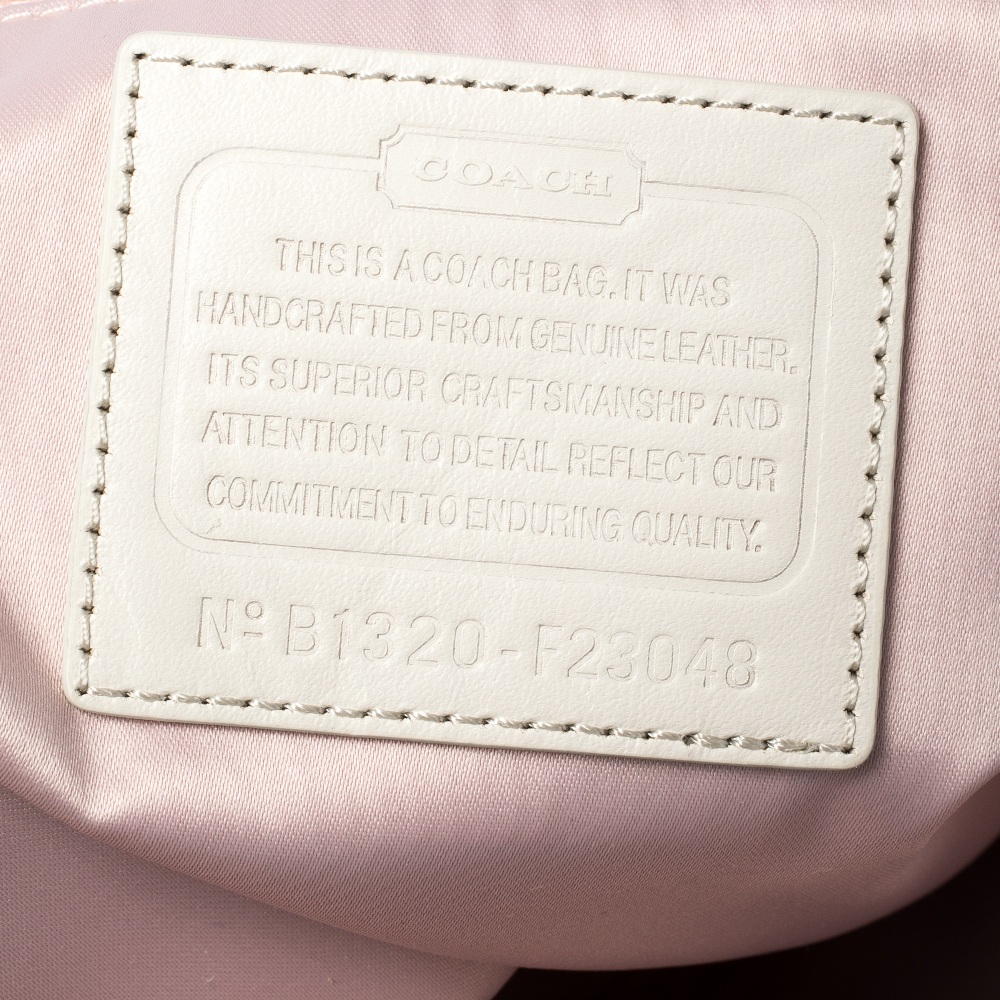 COACH
THIS IS A COACH BAG. IT WAS
HANDCRAFTED FROM GENUINE LEATHER.
ITS SUPERIOR CRAFTSMANSHIP AND
ATTENTION TO DETAIL REFLECT OUR
COMMITMENT TO ENDURING QUALITY.
Nº B1320-F23048